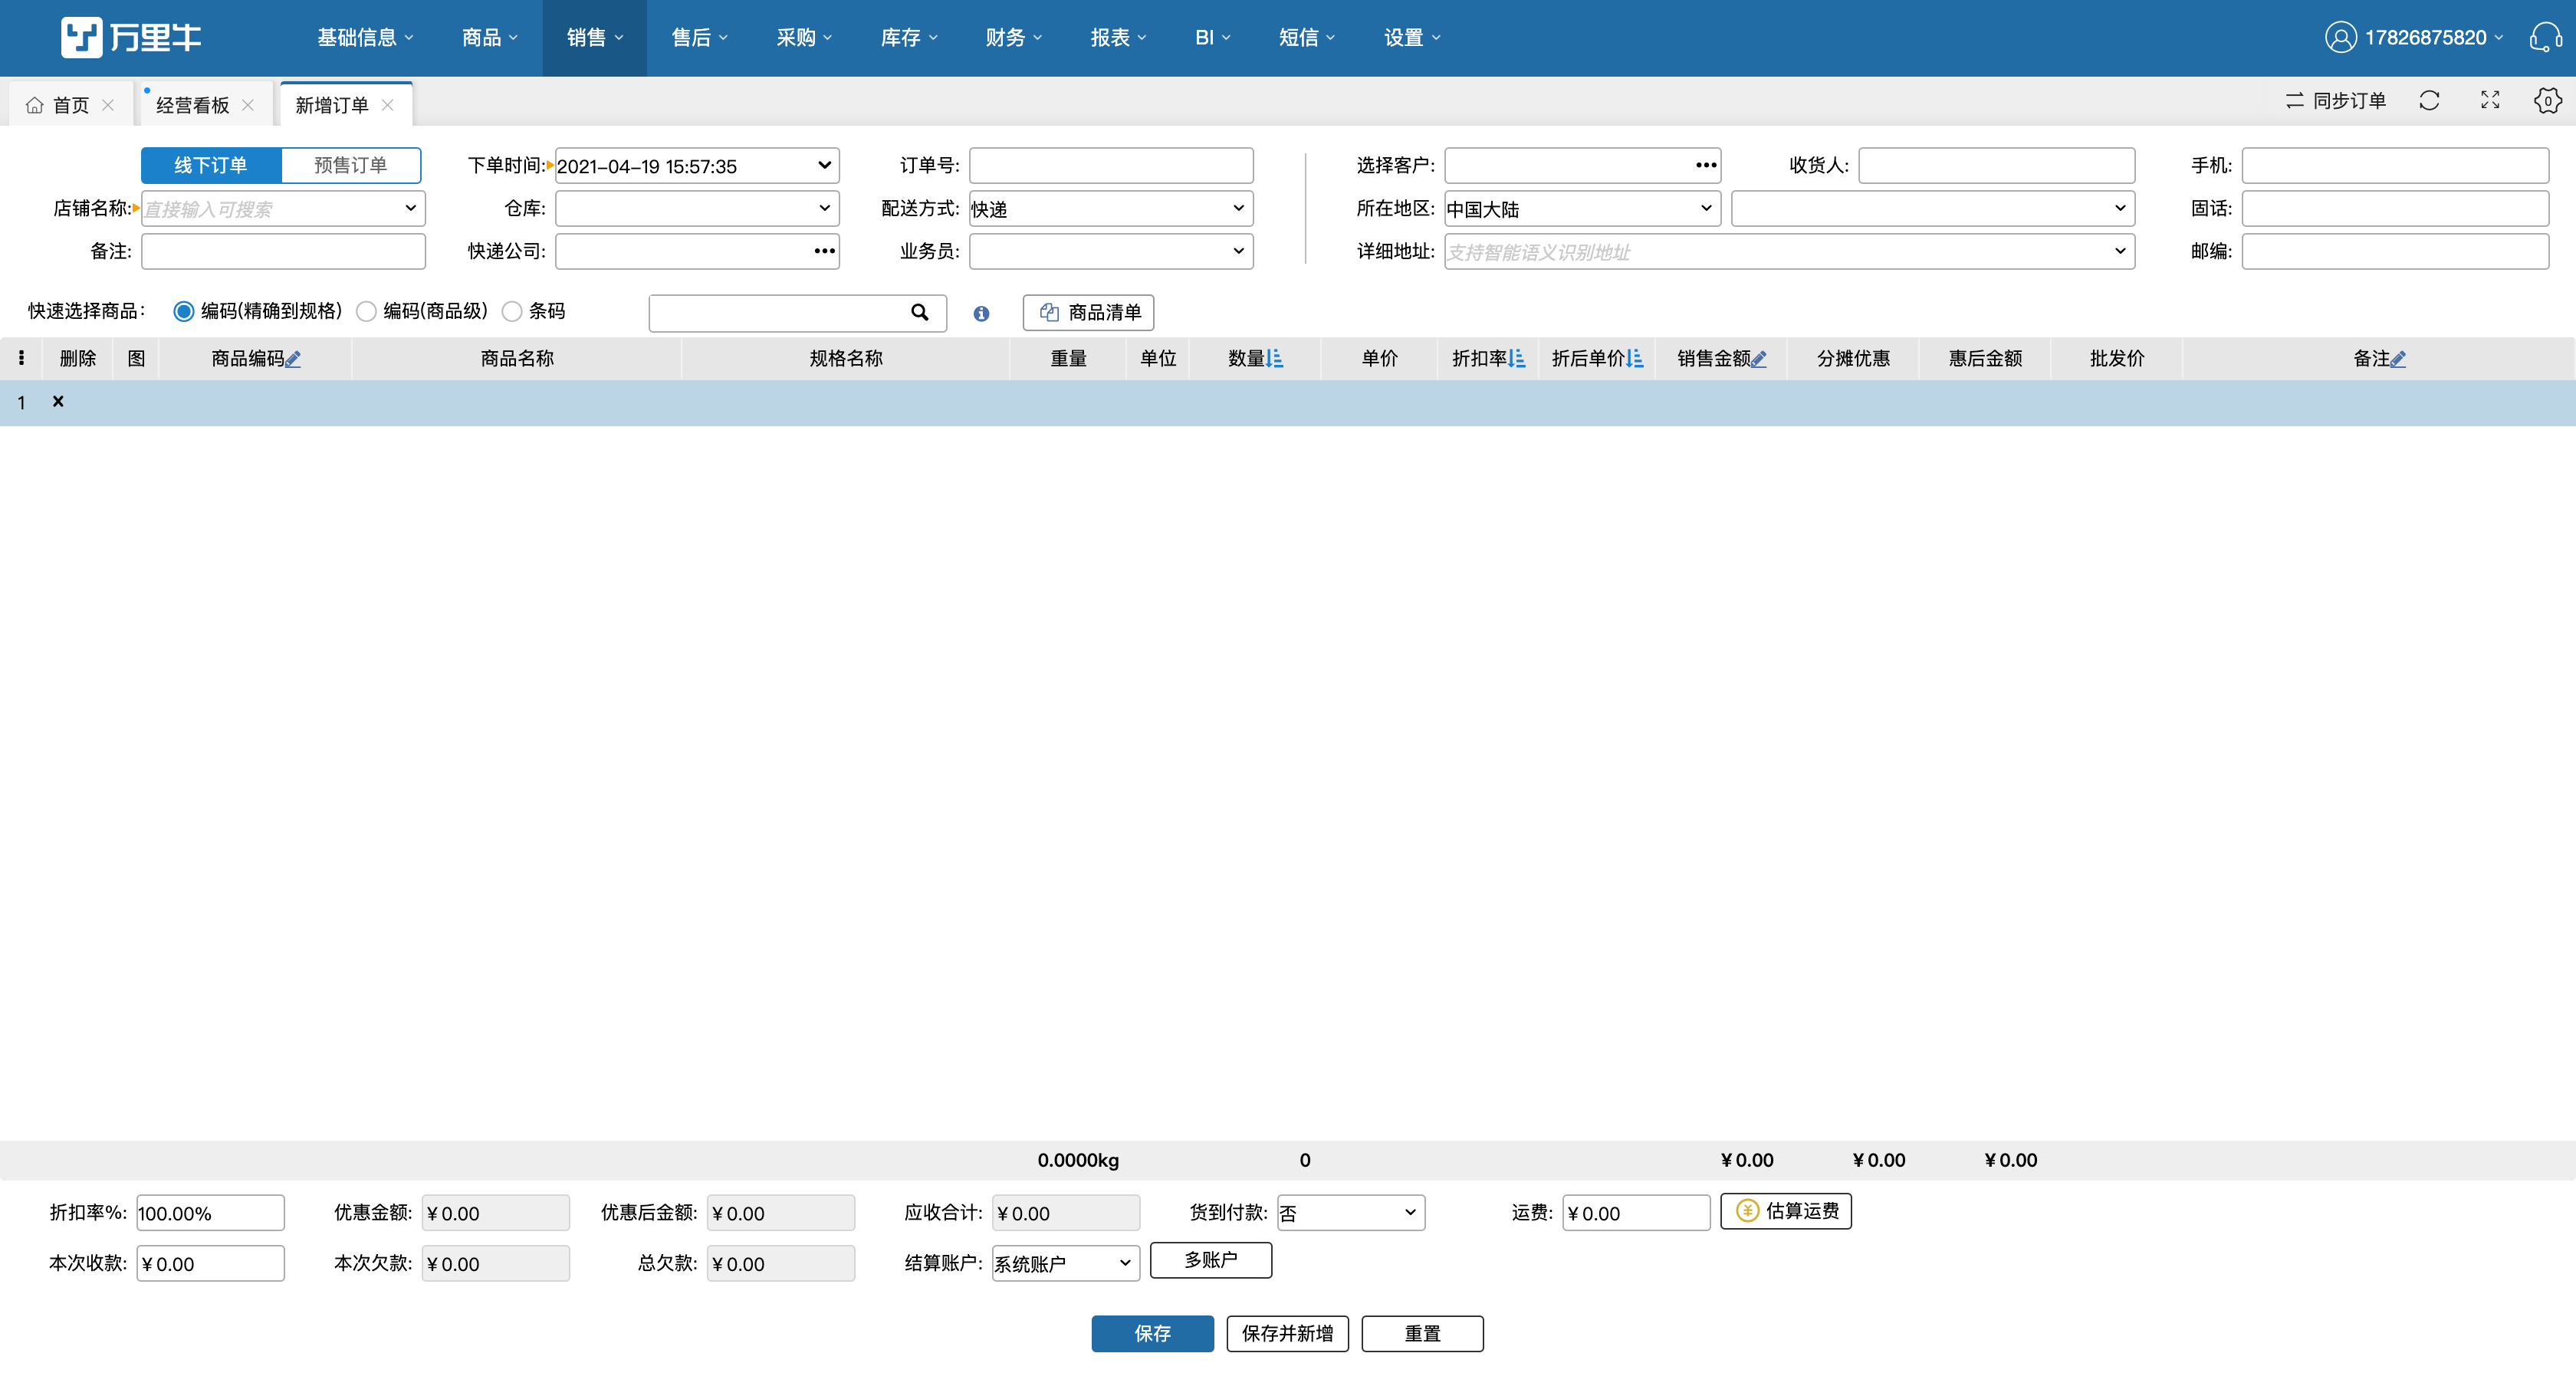 万里牛 基础信息 商品 销售 售后 采购 库存 财务 报表 BI 短信 设置 17826875820
首页 经营看板 新增订单 同步订单
线下订单 预售订单 下单时间: 2021-04-19 15:57:35 订单号: 选择客户: 收货人: 手机:
店铺名称: 直接输入可搜索 仓库: 配送方式: 快递 所在地区: 中国大陆 固话:
备注: 快递公司: 业务员: 详细地址: 支持智能语义识别地址 邮编:
快速选择商品: 编码(精确到规格) 编码(商品级) 条码 商品清单
删除 图 商品编码 商品名称 规格名称 重量 单位 数量 单价 折扣率 折后单价 销售金额 分摊优惠 惠后金额 批发价 备注
1
0.0000kg 0 ¥0.00 ¥0.00 ¥0.00
折扣率%: 100.00% 优惠金额: ¥0.00 优惠后金额: ¥0.00 应收合计: ¥0.00 货到付款: 否 运费: ¥0.00 估算运费
本次收款: ¥0.00 本次欠款: ¥0.00 总欠款: ¥0.00 结算账户: 系统账户 多账户
保存 保存并新增 重置